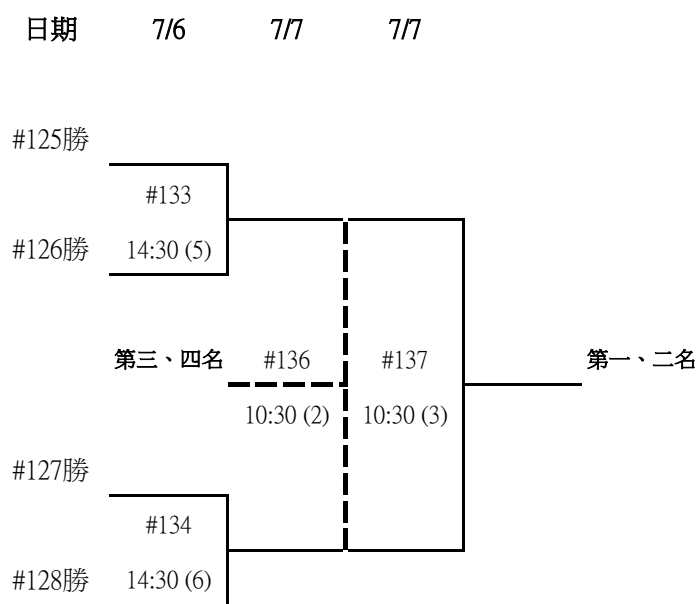 日期 7/6 7/7 7/7
#125勝
#133
#126勝 14:30 (5)
第三、四名 #136 #137 第一、二名
10:30 (2) 10:30 (3)
#127勝
#134
#128勝 14:30 (6)